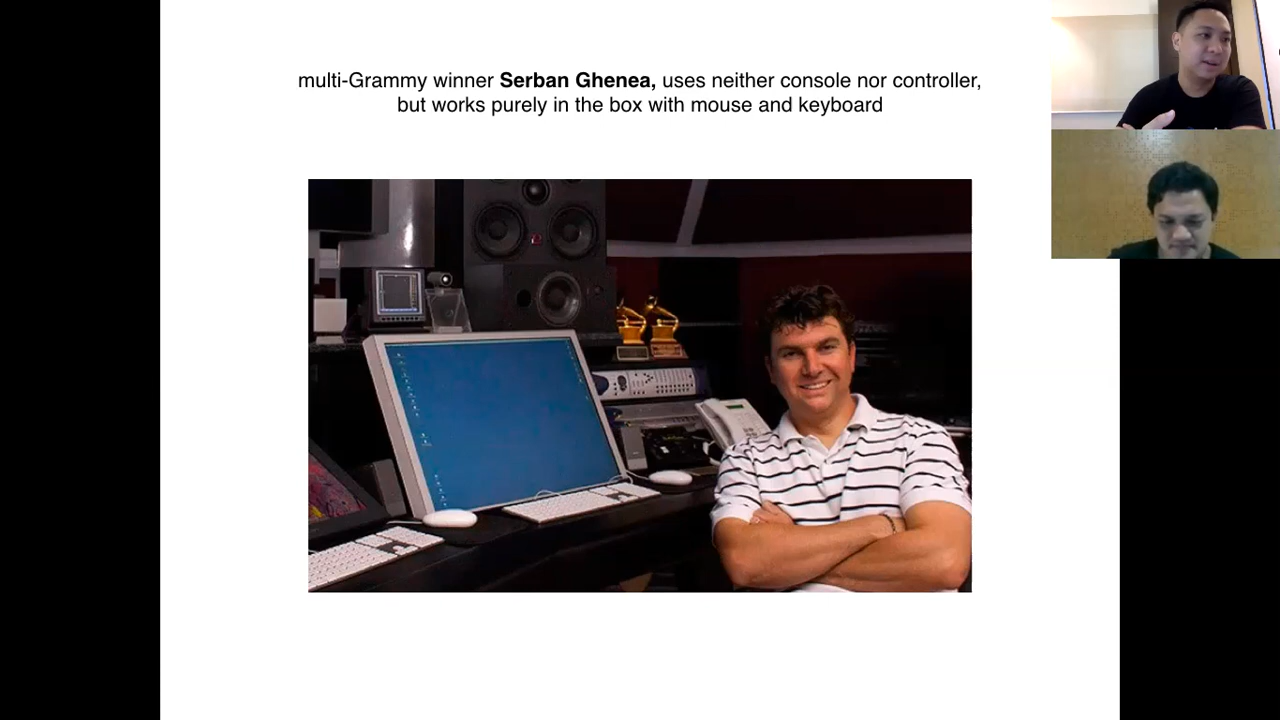 multi-Grammy winner Serban Ghenea, uses neither console nor controller,
but works purely in the box with mouse and keyboard